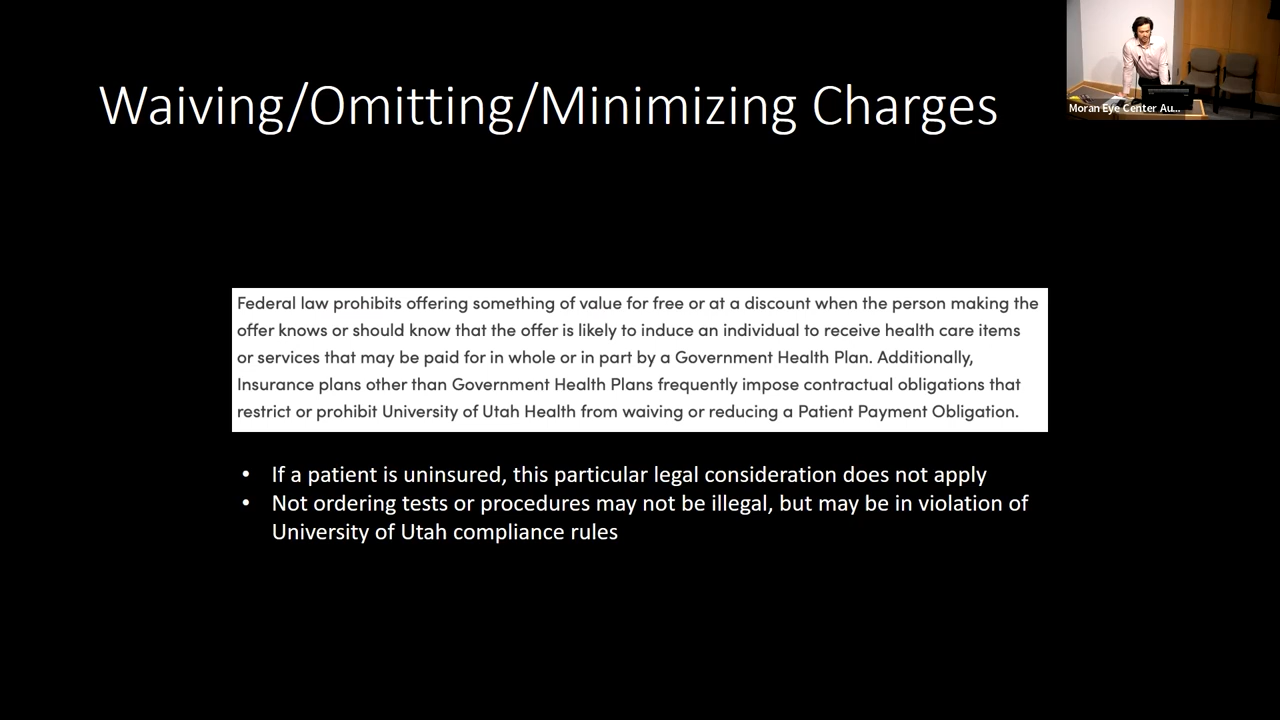 Waiving/Omitting/Minimizing Charges
Moran Eye Center Au...
Federal law prohibits offering something of value for free or at a discount when the person making the
offer knows or should know that the offer is likely to induce an individual to receive health care items
or services that may be paid for in whole or in part by a Government Health Plan. Additionally,
Insurance plans other than Government Health Plans frequently impose contractual obligations that
restrict or prohibit University of Utah Health from waiving or reducing a Patient Payment Obligation.
• If a patient is uninsured, this particular legal consideration does not apply
• Not ordering tests or procedures may not be illegal, but may be in violation of
University of Utah compliance rules